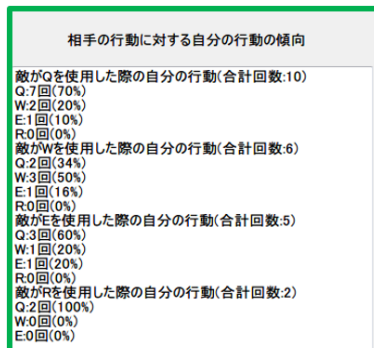 相手の行動に対する自分の行動の傾向
敵がQを使用した際の自分の行動(合計回数:10)
Q:7回(70%)
W:2回(20%)
E:1回(10%)
R:0回(0%)
敵がWを使用した際の自分の行動(合計回数:6)
Q:2回(34%)
W:3回(50%)
E:1回(16%)
R:0回(0%)
敵がEを使用した際の自分の行動(合計回数:5)
Q:3回(60%)
W:1回(20%)
E:1回(20%)
R:0回(0%)
敵がRを使用した際の自分の行動(合計回数:2)
Q:2回(100%)
W:0回(0%)
E:0回(0%)